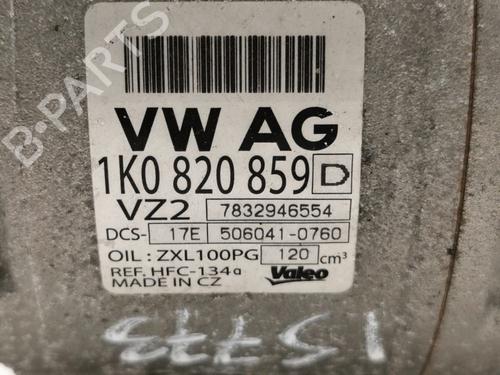 B-PARTS
VW AG
1K0 820 859 D
VZ2 7832946554
DCS- 17E 506041-0760
OIL : ZXL100PG 120 cm³
REF. HFC-134a
MADE IN CZ Valeo